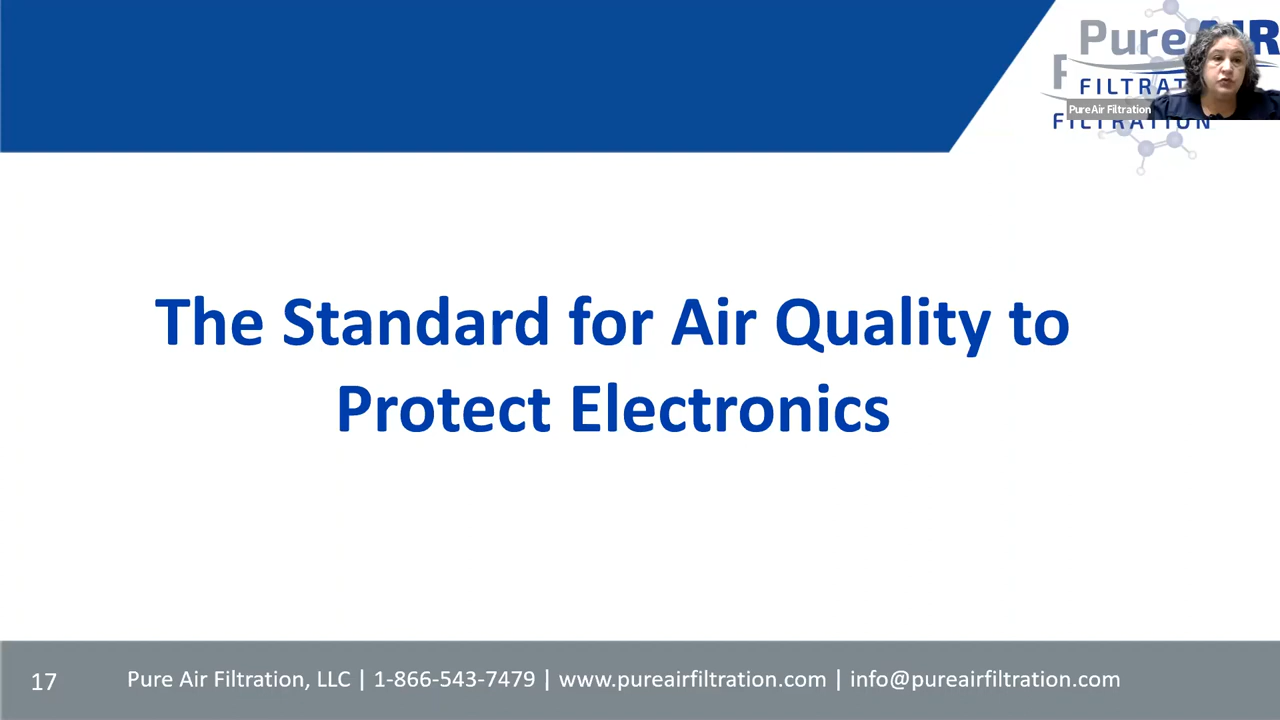 PureAIR
FILTRATION
PureAir Filtration
The Standard for Air Quality to
Protect Electronics
17
Pure Air Filtration, LLC | 1-866-543-7479 | www.pureairfiltration.com | info@pureairfiltration.com